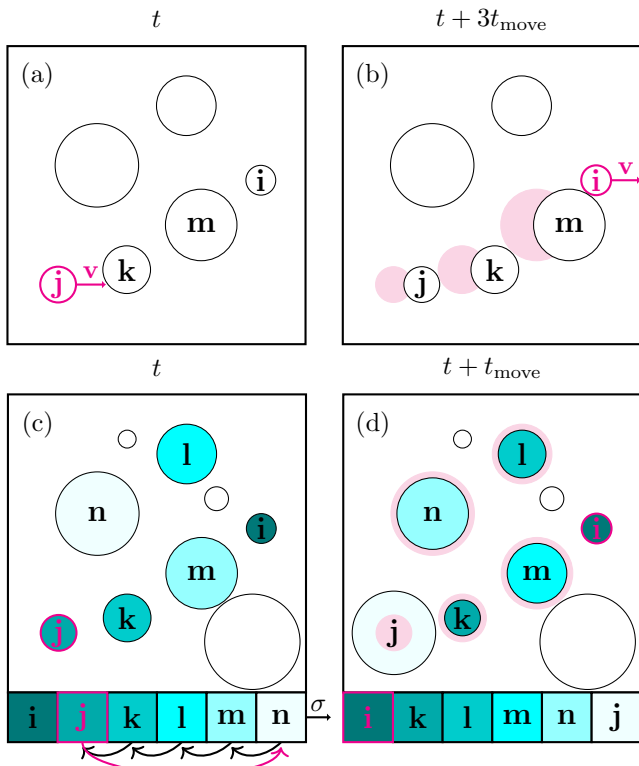 t
t + 3t_move
(a)
(b)
i
i
v
m
m
v
j
k
j
k
t
t + t_move
(c)
(d)
l
l
n
n
i
i
m
m
j
k
j
k
i j k l m n
σ
i k l m n j